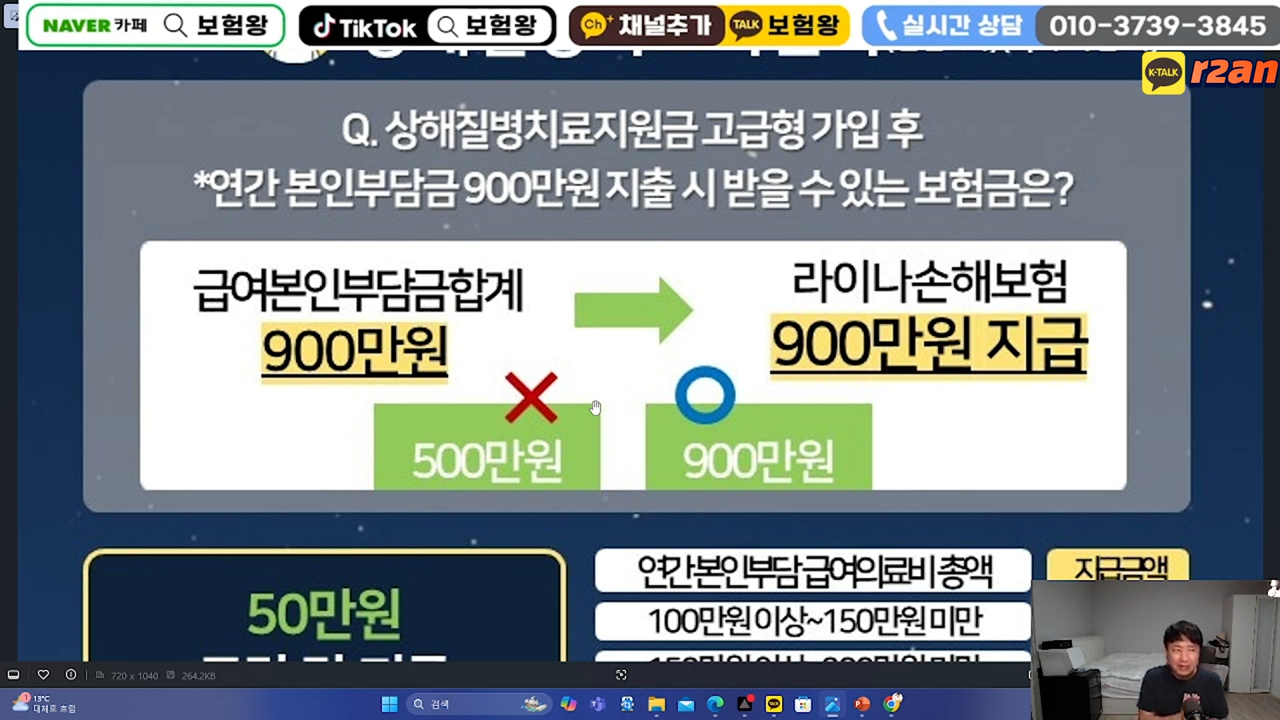 NAVER 카페 보험왕
TikTok 보험왕
Ch+ 채널추가 TALK 보험왕
실시간 상담 010-3739-3845
K-TALK r2an
Q. 상해질병치료지원금 고급형 가입 후
*연간 본인부담금 900만원 지출 시 받을 수 있는 보험금은?
급여본인부담금합계
900만원
라이나손해보험
900만원 지급
500만원
900만원
50만원
연간 본인부담 급여의료비 총액
지급금액
100만원 이상~150만원 미만
720 x 1040
264.2KB
1
13°C
대체로 흐림
검색